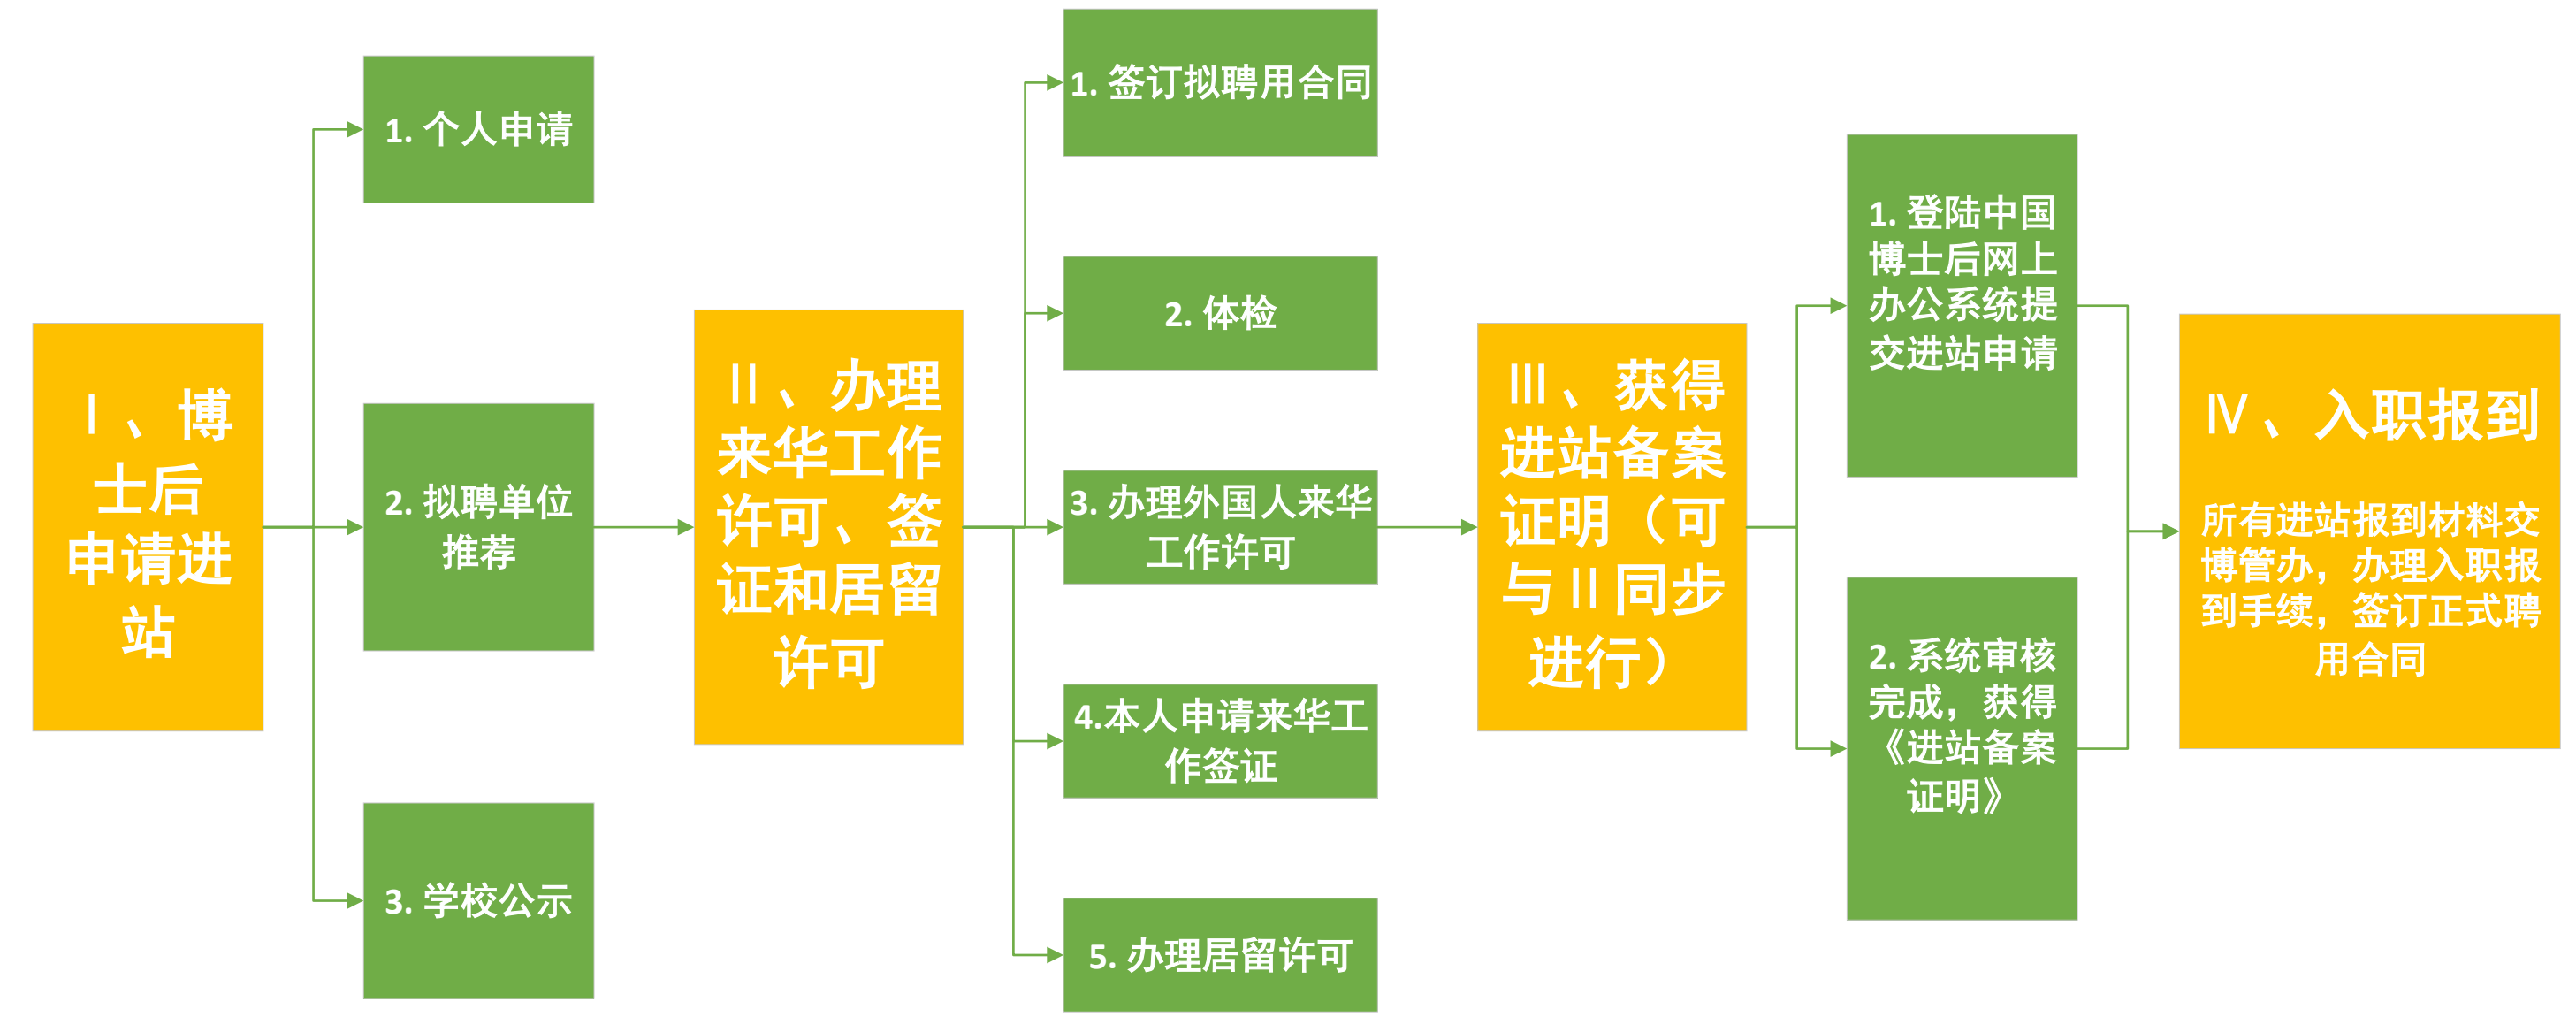 Ⅰ、博
士后
申请进
站
1. 个人申请
2. 拟聘单位
推荐
3. 学校公示
Ⅱ、办理
来华工作
许可、签
证和居留
许可
1. 签订拟聘用合同
2. 体检
3. 办理外国人来华
工作许可
4.本人申请来华工
作签证
5. 办理居留许可
Ⅲ、获得
进站备案
证明（可
与Ⅱ同步
进行）
1. 登陆中国
博士后网上
办公系统提
交进站申请
2. 系统审核
完成，获得
《进站备案
证明》
Ⅳ、入职报到
所有进站报到材料交
博管办，办理入职报
到手续，签订正式聘
用合同